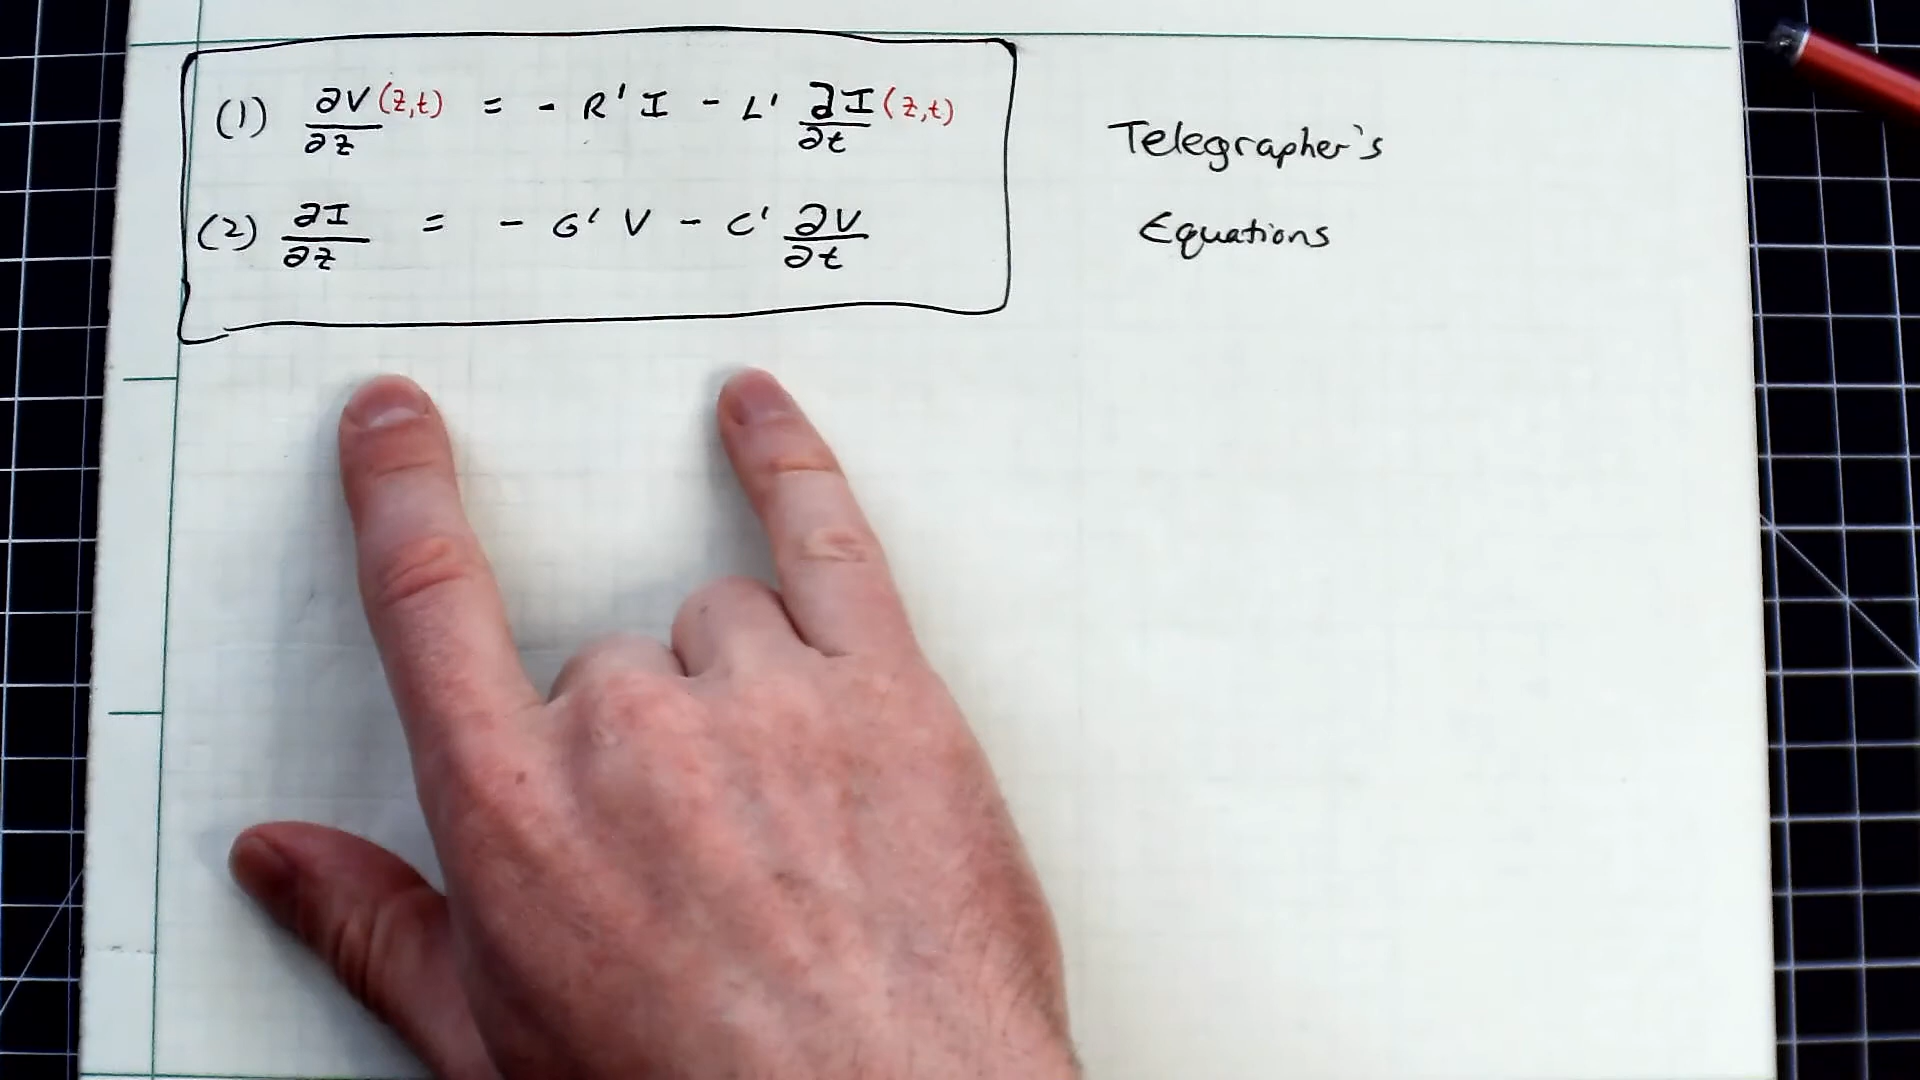 (1) ∂V(z,t)/∂z = - R' I - L' ∂I(z,t)/∂t
Telegrapher's
(2) ∂I/∂z = - G' V - C' ∂V/∂t
Equations